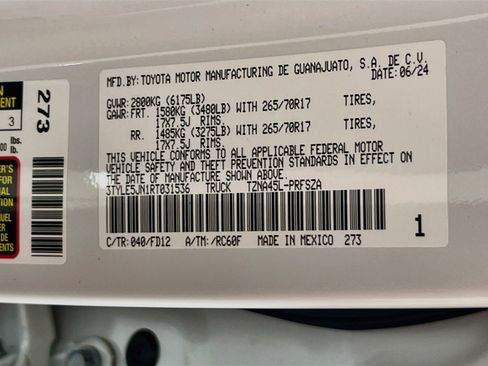 MFD.BY: TOYOTA MOTOR MANUFACTURING DE GUANAJUATO, S.A. DE C.V.
DATE: 06/24
GVWR: 2800KG (6175LB)
GAWR: FRT. 1580KG (3480LB) WITH 265/70R17 TIRES,
17X7.5J RIMS.
RR. 1485KG (3275LB) WITH 265/70R17 TIRES,
17X7.5J RIMS.
THIS VEHICLE CONFORMS TO ALL APPLICABLE FEDERAL MOTOR
VEHICLE SAFETY AND THEFT PREVENTION STANDARDS IN EFFECT
ON THE DATE OF MANUFACTURE SHOWN ABOVE.
3TYLE5JN1RT031536 TRUCK TZNA45L-PRFSZA
1
C/TR: 040/FD12 A/TM: /RC60F MADE IN MEXICO 273
273
3
lbs.